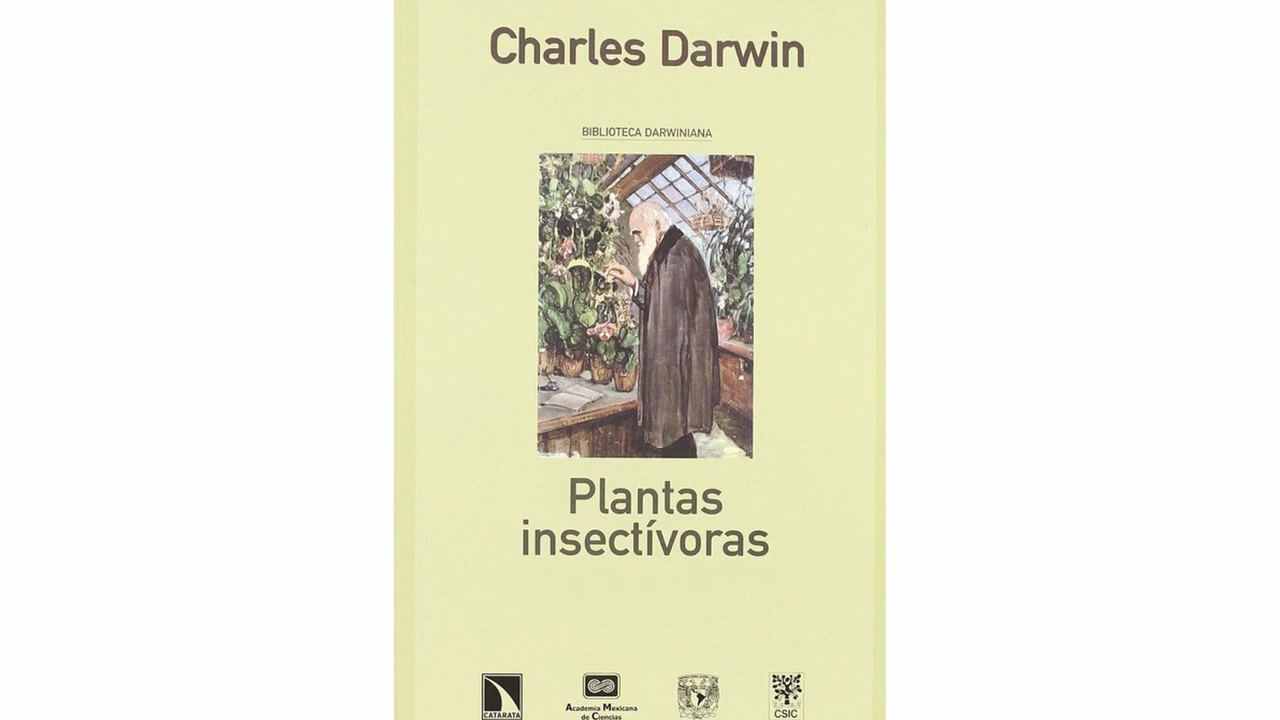 Charles Darwin
BIBLIOTECA DARWINIANA
Plantas
insectívoras
CATARATA
Academia Mexicana
de Ciencias
CSIC